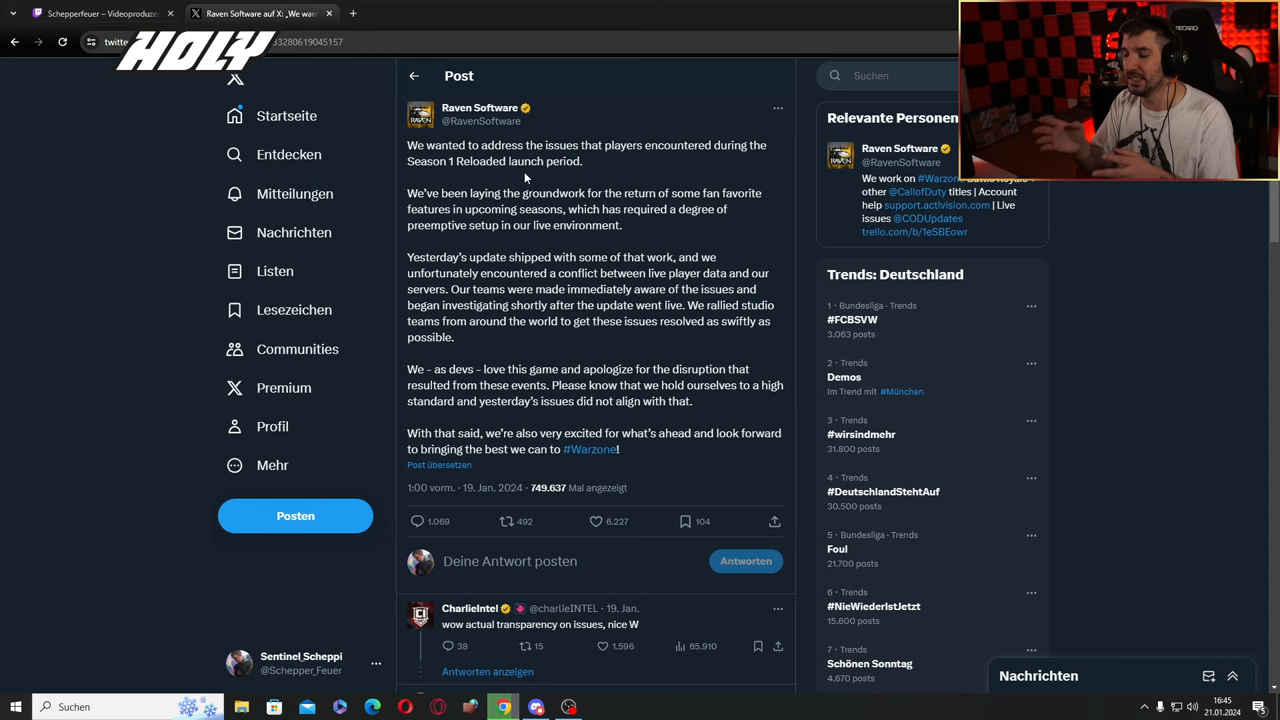 Schepperfeuer – Videoproduze
Raven Software auf X: „We wan
HOLY
twitte
33280619045157
RECARO
Post
Suchen
Startseite
Entdecken
Mitteilungen
Nachrichten
Listen
Lesezeichen
Communities
Premium
Profil
Mehr
Posten
Sentinel_Scheppi
@Schepper_Feuer
Raven Software
@RavenSoftware
We wanted to address the issues that players encountered during the
Season 1 Reloaded launch period.
We've been laying the groundwork for the return of some fan favorite
features in upcoming seasons, which has required a degree of
preemptive setup in our live environment.
Yesterday's update shipped with some of that work, and we
unfortunately encountered a conflict between live player data and our
servers. Our teams were made immediately aware of the issues and
began investigating shortly after the update went live. We rallied studio
teams from around the world to get these issues resolved as swiftly as
possible.
We - as devs - love this game and apologize for the disruption that
resulted from these events. Please know that we hold ourselves to a high
standard and yesterday's issues did not align with that.
With that said, we're also very excited for what's ahead and look forward
to bringing the best we can to #Warzone!
Post übersetzen
1:00 vorm. · 19. Jan. 2024 · 749.637 Mal angezeigt
1.069 492 6.227 104
Deine Antwort posten
Antworten
CharlieIntel @charlieINTEL · 19. Jan.
wow actual transparency on issues, nice W
38 15 1.596 65.910
Antworten anzeigen
Relevante Personen
Raven Software
@RavenSoftware
We work on #Warzone Battle Royale +
other @CallofDuty titles | Account
help support.activision.com | Live
issues @CODUpdates
trello.com/b/1eSBEowr
Trends: Deutschland
1 · Bundesliga · Trends
#FCBSVW
3.063 posts
2 · Trends
Demos
Im Trend mit #München
3 · Trends
#wirsindmehr
31.800 posts
4 · Trends
#DeutschlandStehtAuf
30.500 posts
5 · Bundesliga · Trends
Foul
21.700 posts
6 · Trends
#NieWiederIstJetzt
15.600 posts
7 · Trends
Schönen Sonntag
4.670 posts
Nachrichten
Suchen
16:45
21.01.2024
5